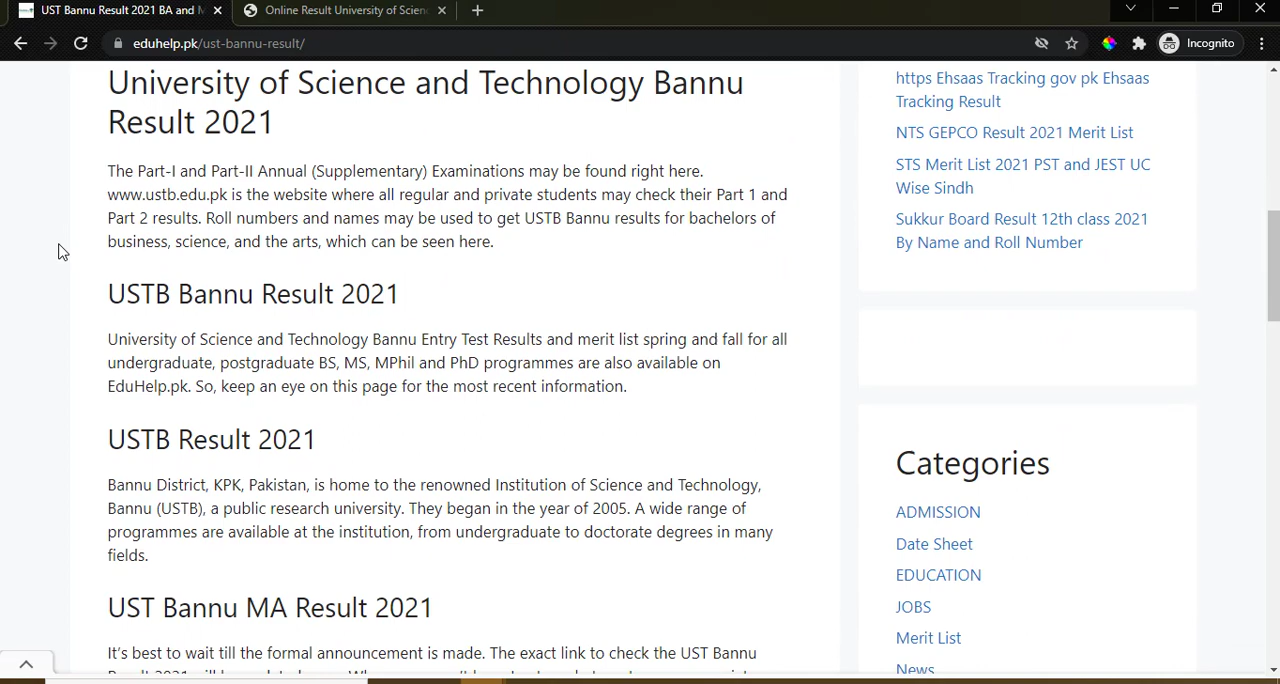 UST Bannu Result 2021 BA and M
Online Result University of Scien
eduhelp.pk/ust-bannu-result/
Incognito
University of Science and Technology Bannu
Result 2021
The Part-I and Part-II Annual (Supplementary) Examinations may be found right here.
www.ustb.edu.pk is the website where all regular and private students may check their Part 1 and
Part 2 results. Roll numbers and names may be used to get USTB Bannu results for bachelors of
business, science, and the arts, which can be seen here.
USTB Bannu Result 2021
University of Science and Technology Bannu Entry Test Results and merit list spring and fall for all
undergraduate, postgraduate BS, MS, MPhil and PhD programmes are also available on
EduHelp.pk. So, keep an eye on this page for the most recent information.
USTB Result 2021
Bannu District, KPK, Pakistan, is home to the renowned Institution of Science and Technology,
Bannu (USTB), a public research university. They began in the year of 2005. A wide range of
programmes are available at the institution, from undergraduate to doctorate degrees in many
fields.
UST Bannu MA Result 2021
It's best to wait till the formal announcement is made. The exact link to check the UST Bannu
https Ehsaas Tracking gov pk Ehsaas
Tracking Result
NTS GEPCO Result 2021 Merit List
STS Merit List 2021 PST and JEST UC
Wise Sindh
Sukkur Board Result 12th class 2021
By Name and Roll Number
Categories
ADMISSION
Date Sheet
EDUCATION
JOBS
Merit List
News